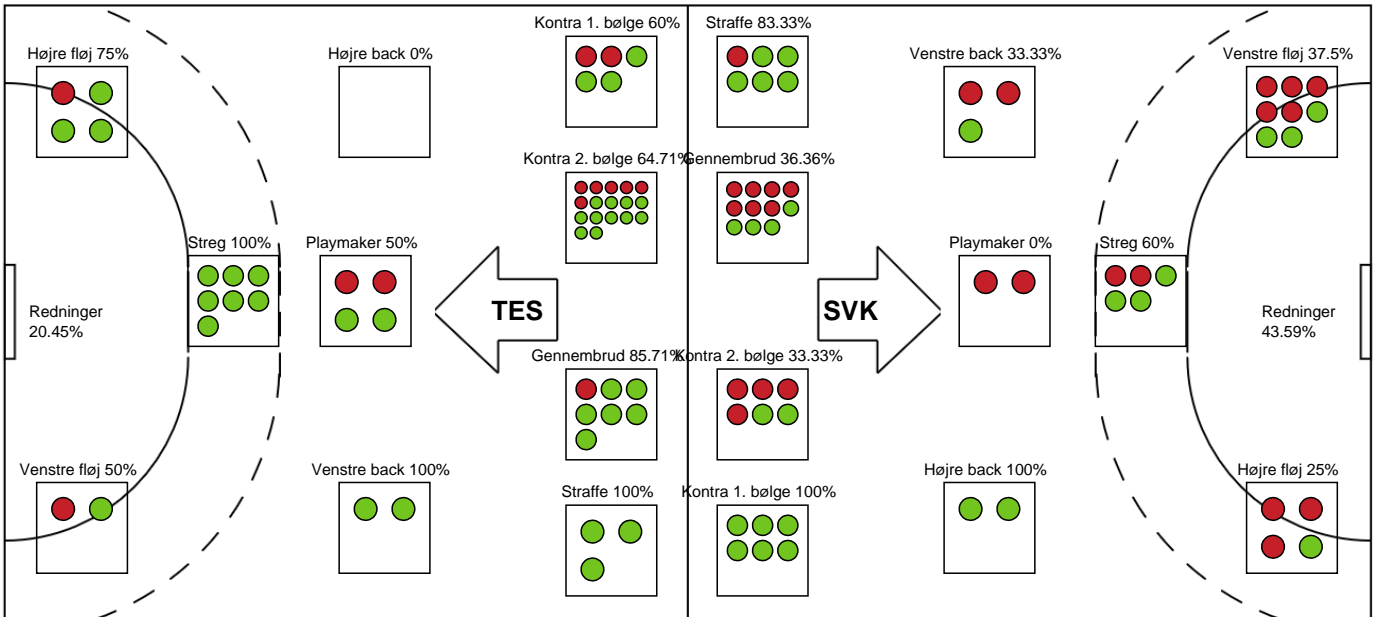 Kontra 1. bølge 60%
Straffe 83.33%
Højre fløj 75%
Højre back 0%
Venstre back 33.33%
Venstre fløj 37.5%
Kontra 2. bølge 64.71%
Gennembrud 36.36%
Streg 100%
Playmaker 50%
Playmaker 0%
Streg 60%
TES
SVK
Redninger
20.45%
Redninger
43.59%
Gennembrud 85.71%
Kontra 2. bølge 33.33%
Venstre fløj 50%
Venstre back 100%
Højre back 100%
Højre fløj 25%
Straffe 100%
Kontra 1. bølge 100%